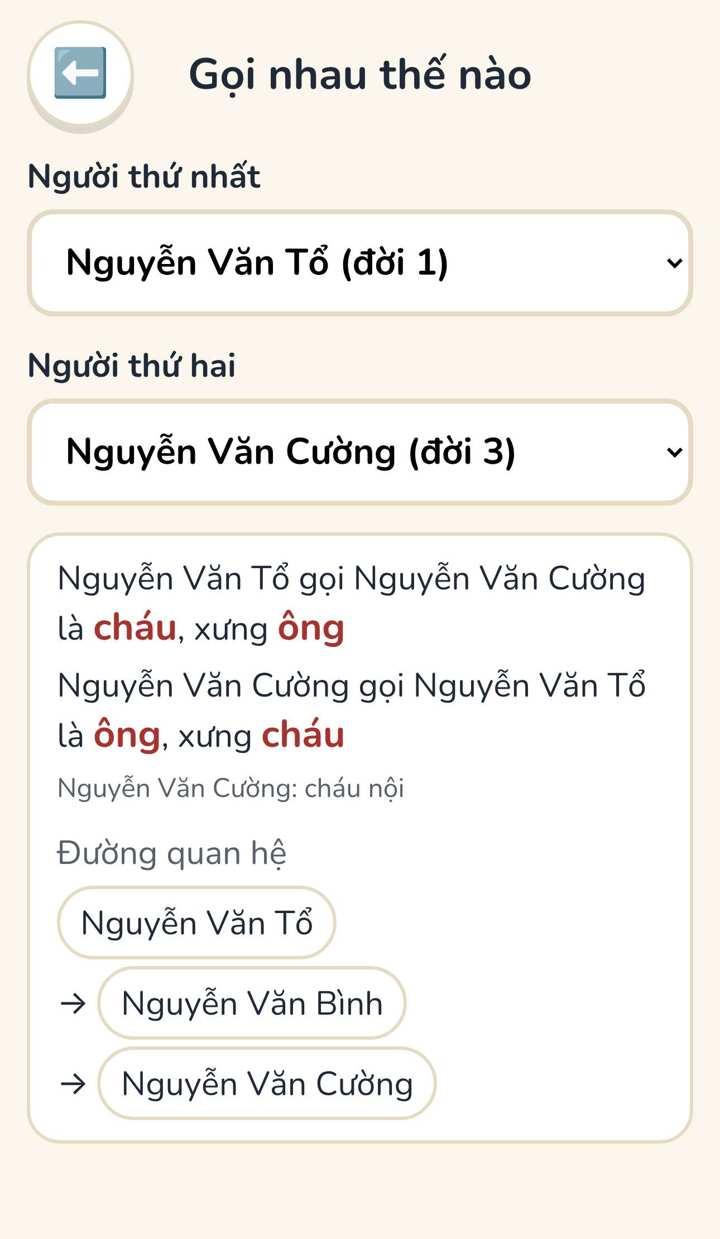 Gọi nhau thế nào
Người thứ nhất
Nguyễn Văn Tổ (đời 1)
Người thứ hai
Nguyễn Văn Cường (đời 3)
Nguyễn Văn Tổ gọi Nguyễn Văn Cường
là cháu, xưng ông
Nguyễn Văn Cường gọi Nguyễn Văn Tổ
là ông, xưng cháu
Nguyễn Văn Cường: cháu nội
Đường quan hệ
Nguyễn Văn Tổ
→ Nguyễn Văn Bình
→ Nguyễn Văn Cường